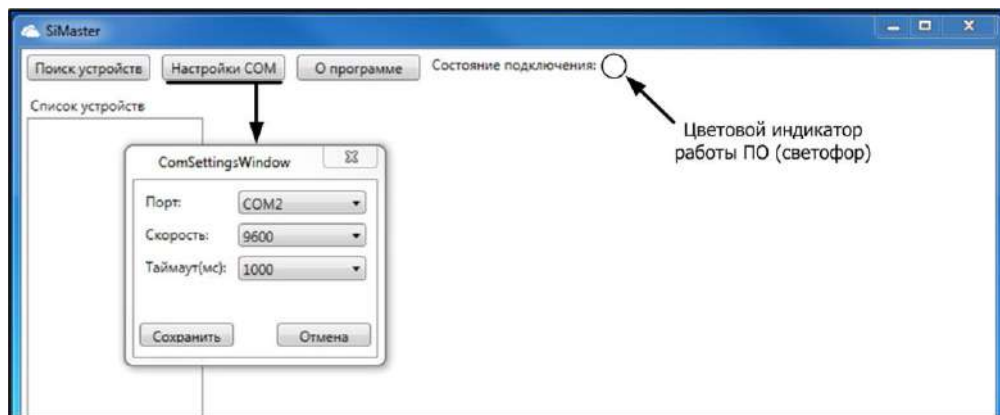 SiMaster
Поиск устройств
Настройки COM
О программе
Состояние подключения:
Список устройств
Цветовой индикатор
работы ПО (светофор)
ComSettingsWindow
Порт:
COM2
Скорость:
9600
Таймаут(мс):
1000
Сохранить
Отмена